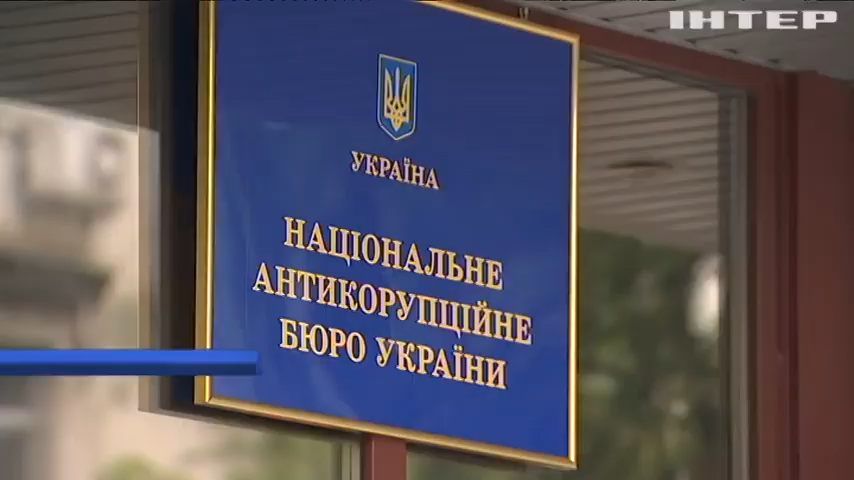 ІНТЕР
УКРАЇНА
НАЦІОНАЛЬНЕ
АНТИКОРУПЦІЙНЕ
БЮРО УКРАЇНИ